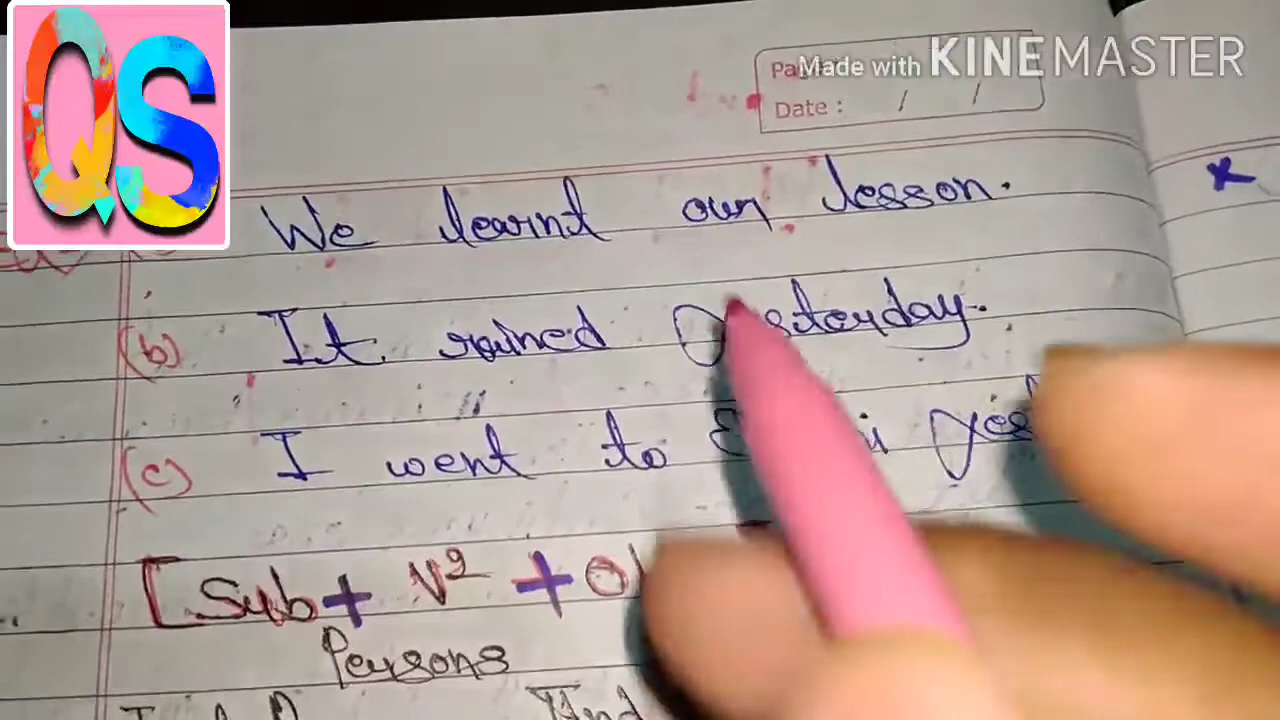 QS
Made with KINEMASTER
Date : / /
We learnt our lesson.
(b) It rained yesterday.
(c) I went to
[Sub + V² +
Persons